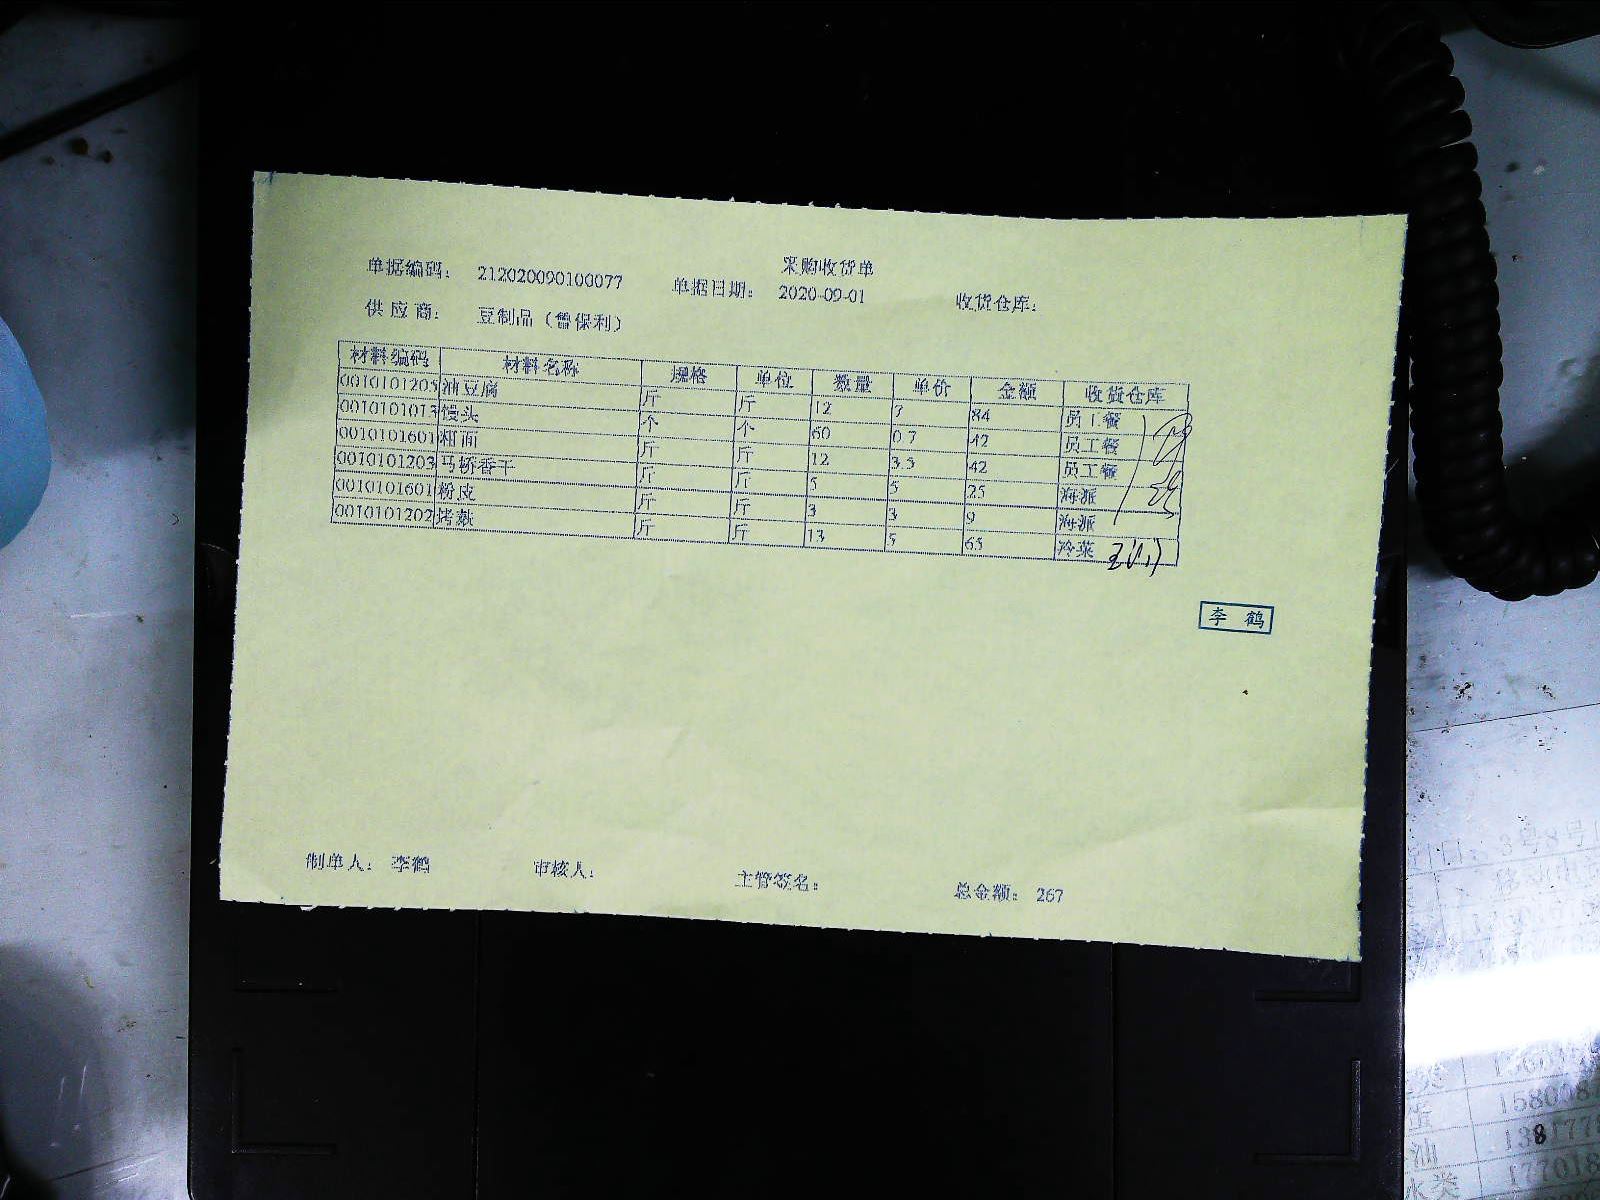 采购收货单
单据编码: 212020090100077 单据日期: 2020-09-01 收货仓库:
供应商: 豆制品(曾保利)
材料编码 材料名称 规格 单位 数量 单价 金额 收货仓库
0010101205 油豆腐 斤 斤 12 7 84 员工餐
0010101013 馒头 个 个 60 0.7 42 员工餐
0010101601 粗面 斤 斤 12 3.5 42 员工餐
0010101203 马桥香干 斤 斤 5 5 25 海派
0010101601 粉皮 斤 斤 3 3 9 海派
0010101202 烤麸 斤 斤 13 5 65 冷菜
李 鹤
制单人: 李鹤 审核人: 主管签名: 总金额: 267